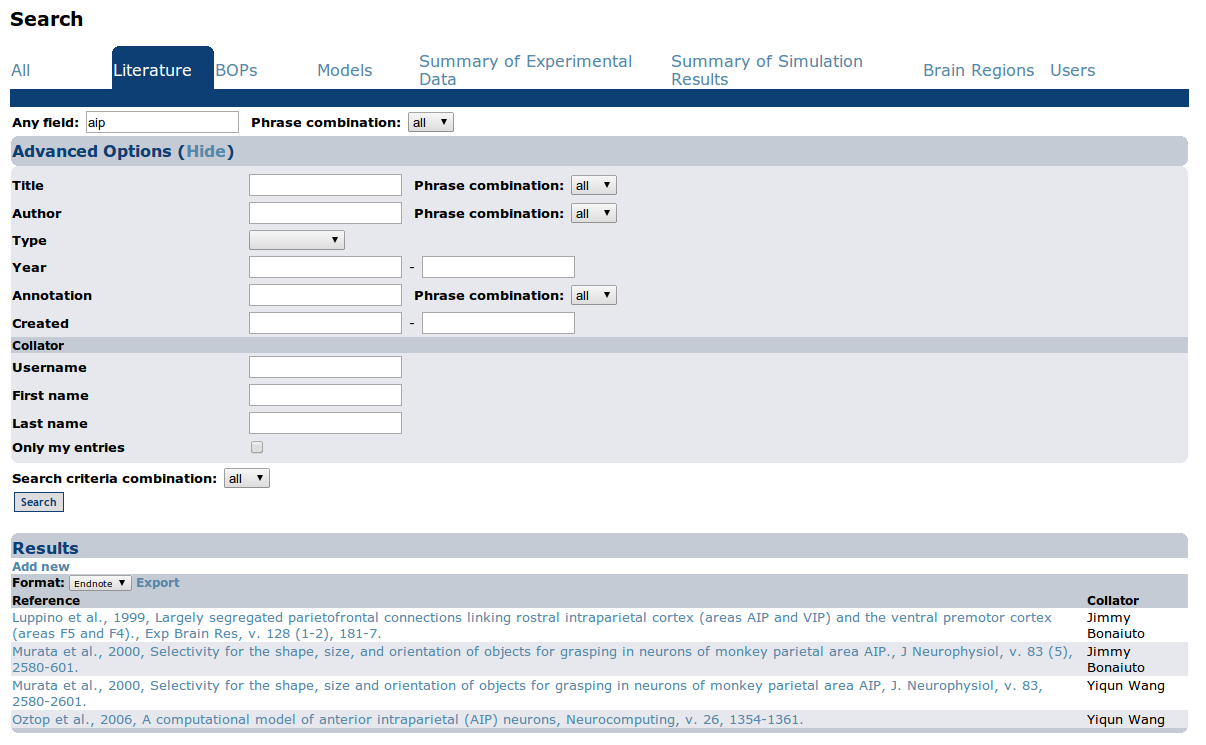 Search
All Literature BOPs Models Summary of Experimental Data Summary of Simulation Results Brain Regions Users
Any field: aip Phrase combination: all
Advanced Options (Hide)
Title Phrase combination: all
Author Phrase combination: all
Type
Year -
Annotation Phrase combination: all
Created -
Collator
Username
First name
Last name
Only my entries
Search criteria combination: all
Search
Results
Add new
Format: Endnote Export
Reference Collator
Luppino et al., 1999, Largely segregated parietofrontal connections linking rostral intraparietal cortex (areas AIP and VIP) and the ventral premotor cortex
(areas F5 and F4)., Exp Brain Res, v. 128 (1-2), 181-7.
Jimmy
Bonaiuto
Murata et al., 2000, Selectivity for the shape, size, and orientation of objects for grasping in neurons of monkey parietal area AIP., J Neurophysiol, v. 83 (5),
2580-601.
Jimmy
Bonaiuto
Murata et al., 2000, Selectivity for the shape, size and orientation of objects for grasping in neurons of monkey parietal area AIP, J. Neurophysiol, v. 83,
2580-2601.
Yiqun Wang
Oztop et al., 2006, A computational model of anterior intraparietal (AIP) neurons, Neurocomputing, v. 26, 1354-1361.
Yiqun Wang